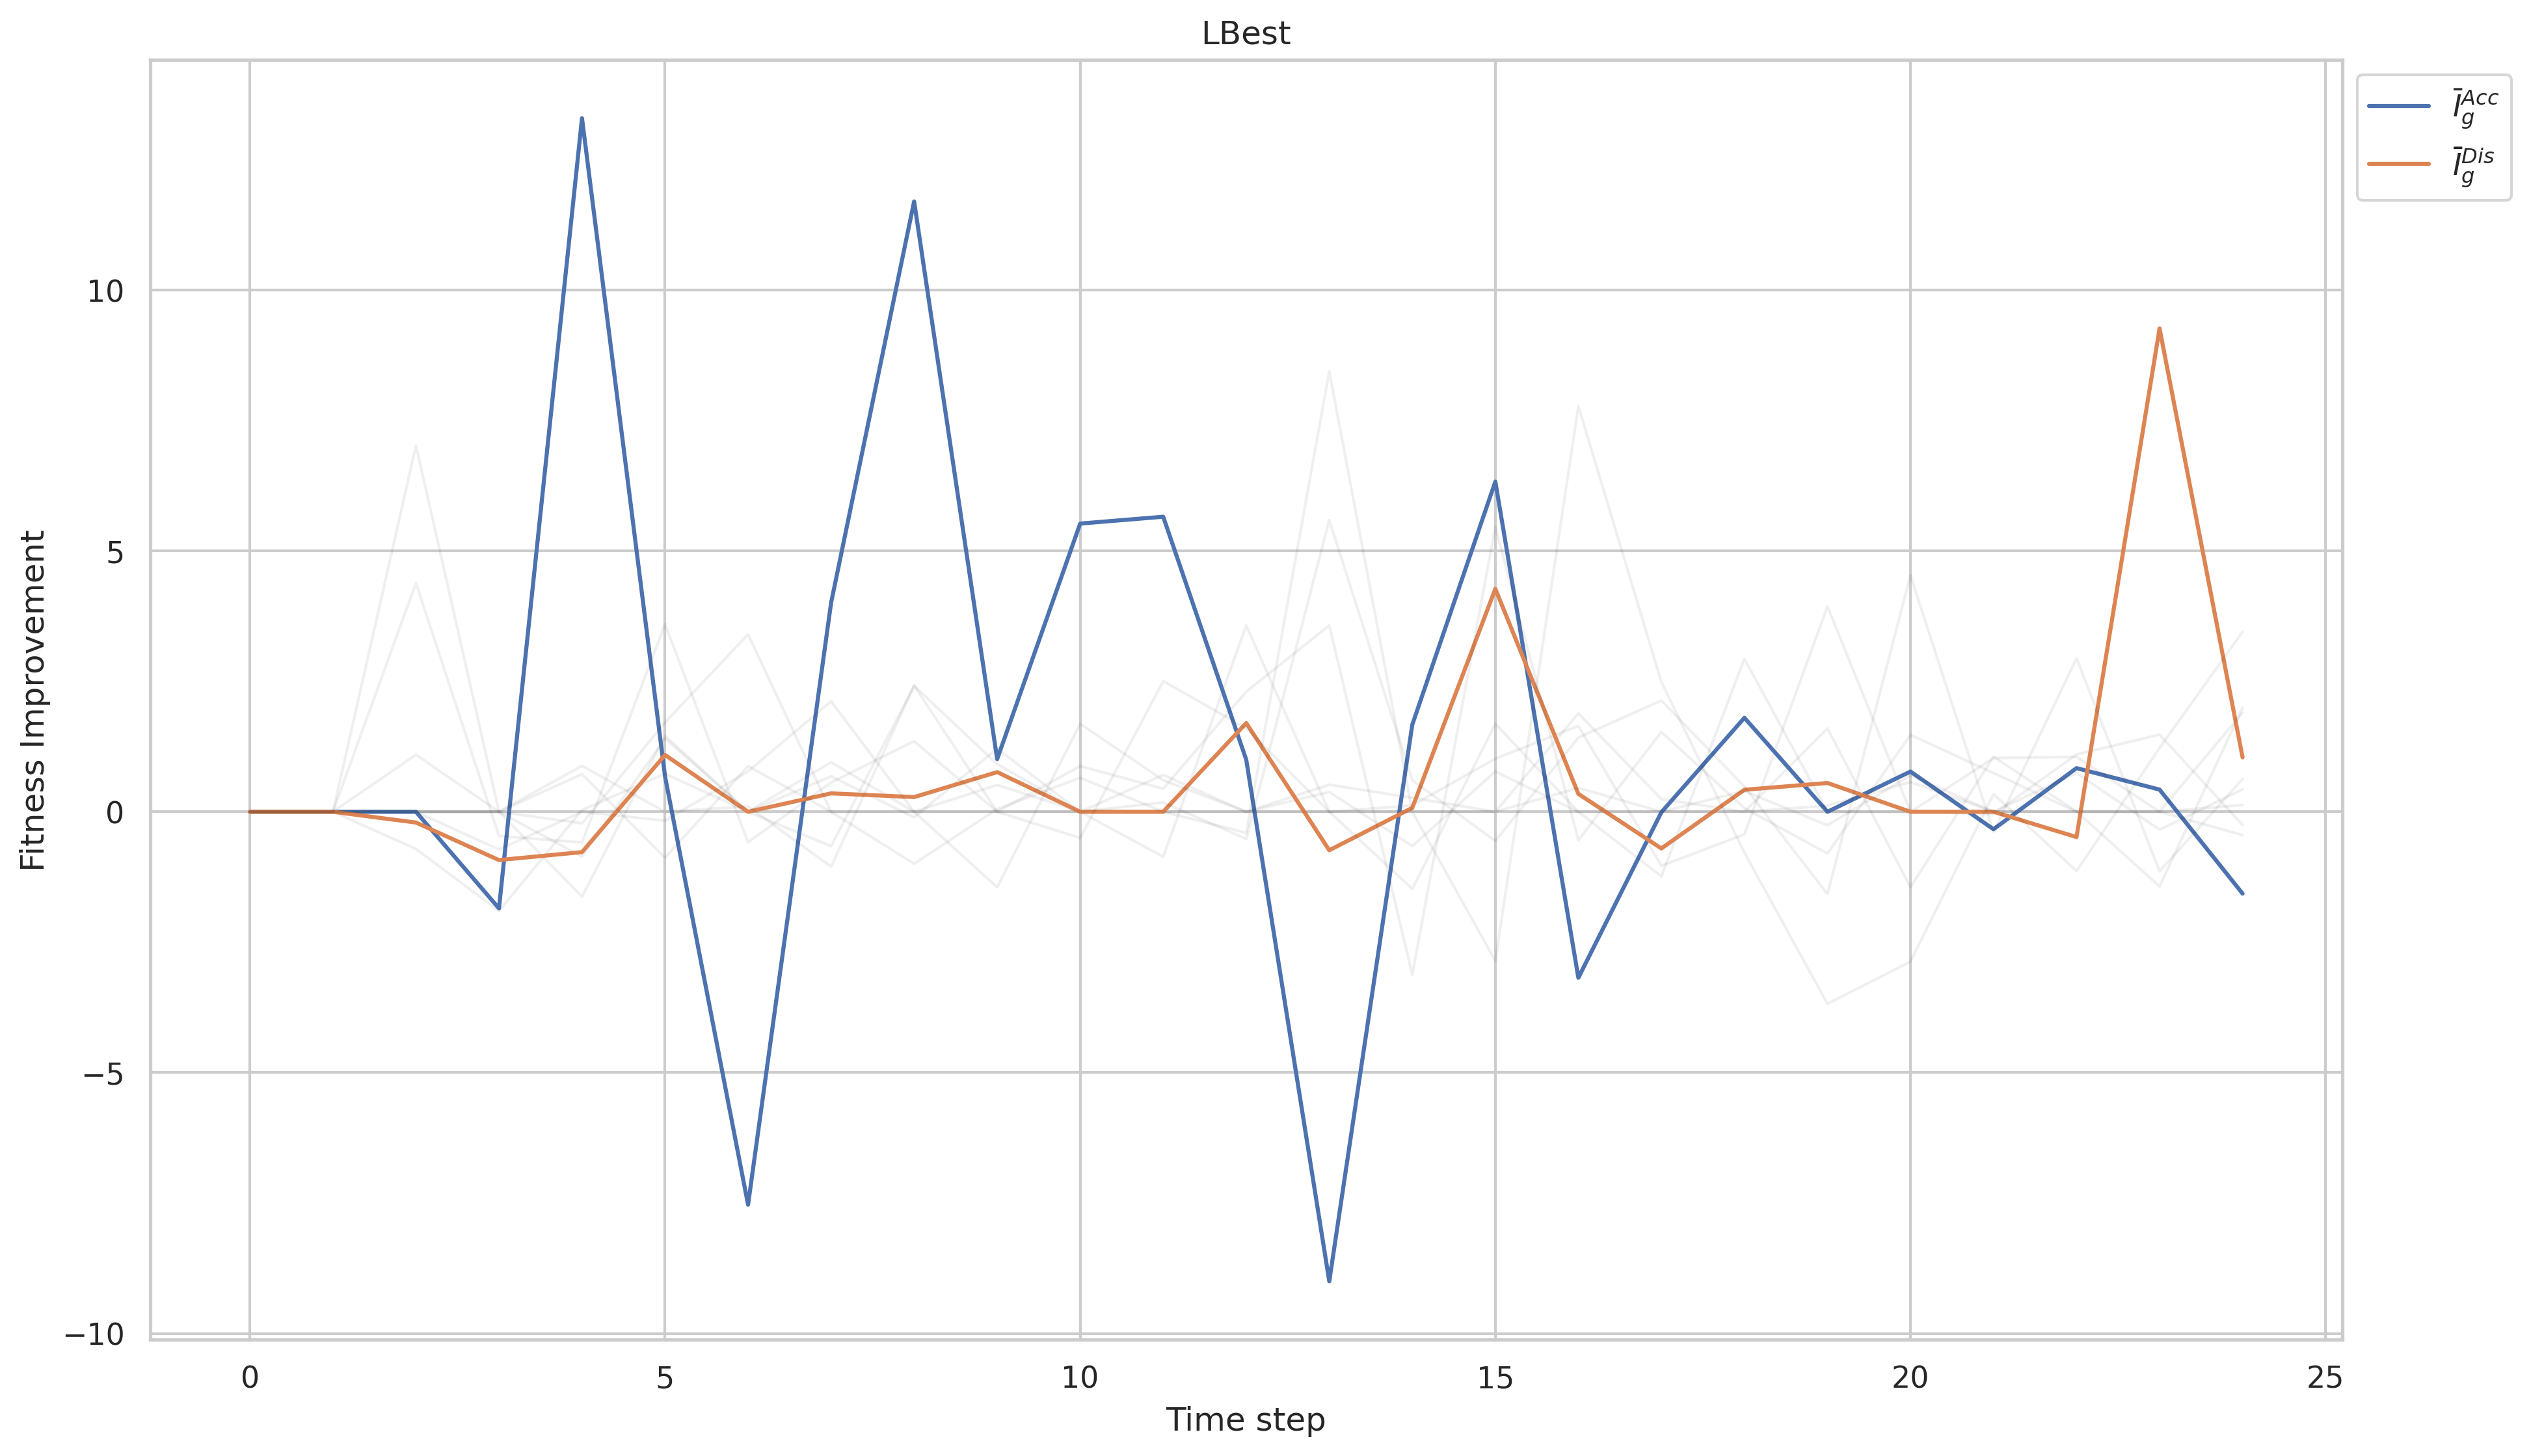 LBest
Fitness Improvement
10
5
0
−5
−10
0 5 10 15 20 25
Time step
Ī_g^Acc
Ī_g^Dis